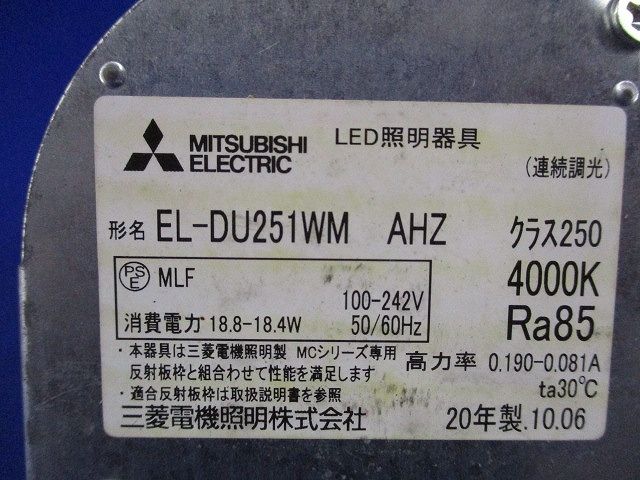 MITSUBISHI
ELECTRIC
LED照明器具
(連続調光)
形名 EL-DU251WM AHZ クラス250
PSE MLF
4000K
100-242V
消費電力 18.8-18.4W 50/60Hz
Ra85
・本器具は三菱電機照明製 MCシリーズ専用
反射板枠と組合わせて性能を満足します
高力率 0.190-0.081A
・適合反射板枠は取扱説明書を参照
ta30℃
三菱電機照明株式会社 20年製.10.06